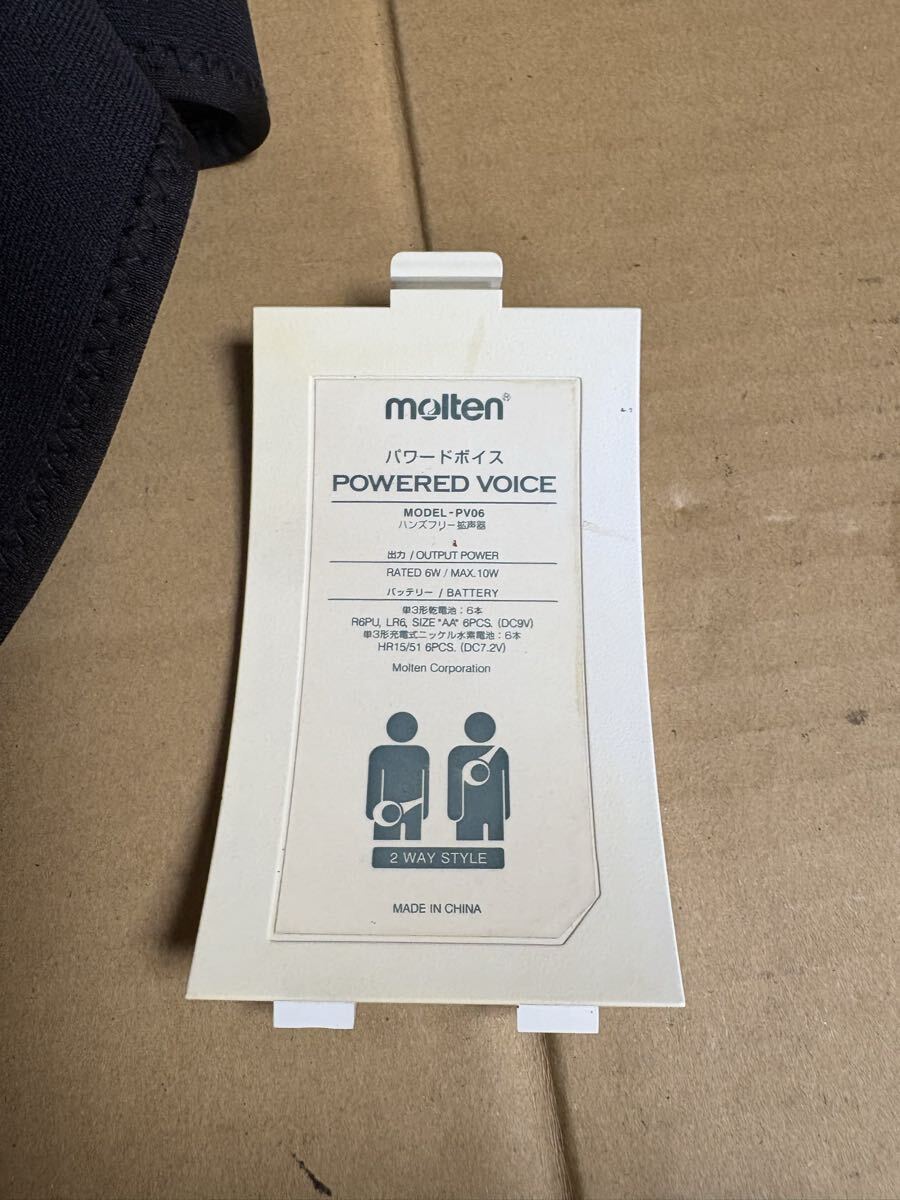 molten®
パワードボイス
POWERED VOICE
MODEL-PV06
ハンズフリー拡声器
出力 / OUTPUT POWER
RATED 6W / MAX.10W
バッテリー / BATTERY
単3形乾電池：6本
R6PU, LR6, SIZE "AA" 6PCS. (DC9V)
単3形充電式ニッケル水素電池：6本
HR15/51 6PCS. (DC7.2V)
Molten Corporation
2 WAY STYLE
MADE IN CHINA